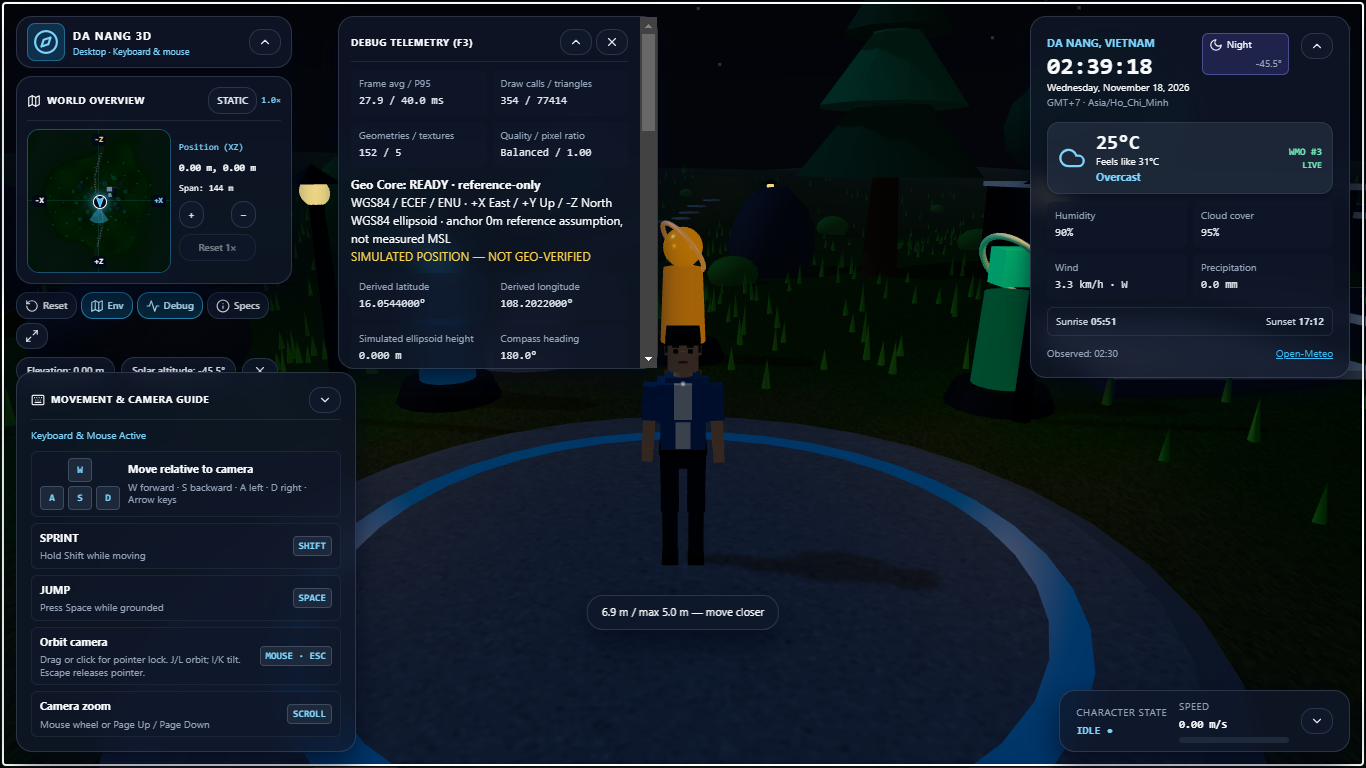 DA NANG 3D
Desktop · Keyboard & mouse
WORLD OVERVIEW
STATIC
1.0×
-Z
-X
+X
+Z
Position (XZ)
0.00 m, 0.00 m
Span: 144 m
+
−
Reset 1×
Reset
Env
Debug
Specs
Elevation: 0.00 m
Solar altitude: -45.5°
MOVEMENT & CAMERA GUIDE
Keyboard & Mouse Active
W
A
S
D
Move relative to camera
W forward · S backward · A left · D right ·
Arrow keys
SPRINT
Hold Shift while moving
SHIFT
JUMP
Press Space while grounded
SPACE
Orbit camera
Drag or click for pointer lock. J/L orbit; I/K tilt.
Escape releases pointer.
MOUSE · ESC
Camera zoom
Mouse wheel or Page Up / Page Down
SCROLL
DEBUG TELEMETRY (F3)
Frame avg / P95
27.9 / 40.0 ms
Draw calls / triangles
354 / 77414
Geometries / textures
152 / 5
Quality / pixel ratio
Balanced / 1.00
Geo Core: READY · reference-only
WGS84 / ECEF / ENU · +X East / +Y Up / -Z North
WGS84 ellipsoid · anchor 0m reference assumption,
not measured MSL
SIMULATED POSITION — NOT GEO-VERIFIED
Derived latitude
16.0544000°
Derived longitude
108.2022000°
Simulated ellipsoid height
0.000 m
Compass heading
180.0°
6.9 m / max 5.0 m — move closer
DA NANG, VIETNAM
02:39:18
Wednesday, November 18, 2026
GMT+7 · Asia/Ho_Chi_Minh
Night
-45.5°
25°C
Feels like 31°C
Overcast
WMO #3
LIVE
Humidity
90%
Cloud cover
95%
Wind
3.3 km/h · W
Precipitation
0.0 mm
Sunrise 05:51
Sunset 17:12
Observed: 02:30
Open-Meteo
CHARACTER STATE
IDLE
SPEED
0.00 m/s